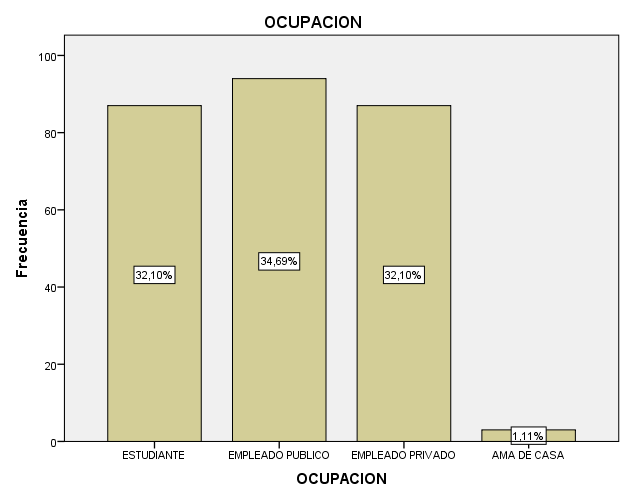 OCUPACION
100
80
60
40
20
0
Frecuencia
32,10%
34,69%
32,10%
1,11%
ESTUDIANTE
EMPLEADO PUBLICO
EMPLEADO PRIVADO
AMA DE CASA
OCUPACION